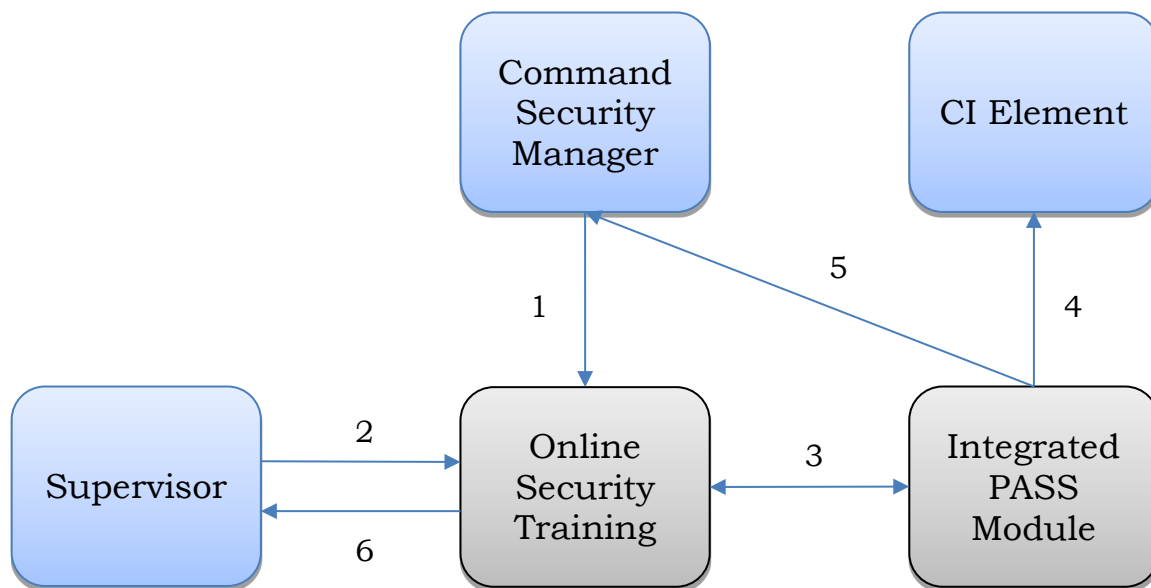 Command
Security
Manager
CI Element
5
1
4
2
3
Supervisor
Online
Security
Training
Integrated
PASS
Module
6